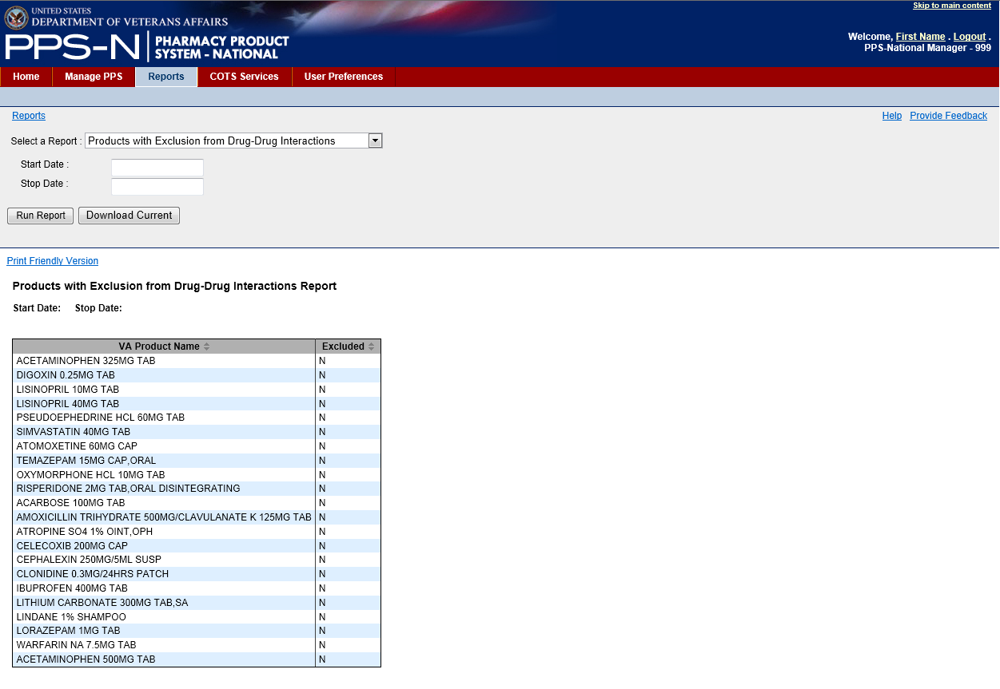 Skip to main content
UNITED STATES
DEPARTMENT OF VETERANS AFFAIRS
PPS-N PHARMACY PRODUCT
SYSTEM - NATIONAL
Welcome, First Name . Logout .
PPS-National Manager - 999
Home Manage PPS Reports COTS Services User Preferences
Reports Help Provide Feedback
Select a Report : Products with Exclusion from Drug-Drug Interactions
Start Date :
Stop Date :
Run Report Download Current
Print Friendly Version
Products with Exclusion from Drug-Drug Interactions Report
Start Date: Stop Date:
VA Product Name Excluded
ACETAMINOPHEN 325MG TAB N
DIGOXIN 0.25MG TAB N
LISINOPRIL 10MG TAB N
LISINOPRIL 40MG TAB N
PSEUDOEPHEDRINE HCL 60MG TAB N
SIMVASTATIN 40MG TAB N
ATOMOXETINE 60MG CAP N
TEMAZEPAM 15MG CAP,ORAL N
OXYMORPHONE HCL 10MG TAB N
RISPERIDONE 2MG TAB,ORAL DISINTEGRATING N
ACARBOSE 100MG TAB N
AMOXICILLIN TRIHYDRATE 500MG/CLAVULANATE K 125MG TAB N
ATROPINE SO4 1% OINT,OPH N
CELECOXIB 200MG CAP N
CEPHALEXIN 250MG/5ML SUSP N
CLONIDINE 0.3MG/24HRS PATCH N
IBUPROFEN 400MG TAB N
LITHIUM CARBONATE 300MG TAB,SA N
LINDANE 1% SHAMPOO N
LORAZEPAM 1MG TAB N
WARFARIN NA 7.5MG TAB N
ACETAMINOPHEN 500MG TAB N